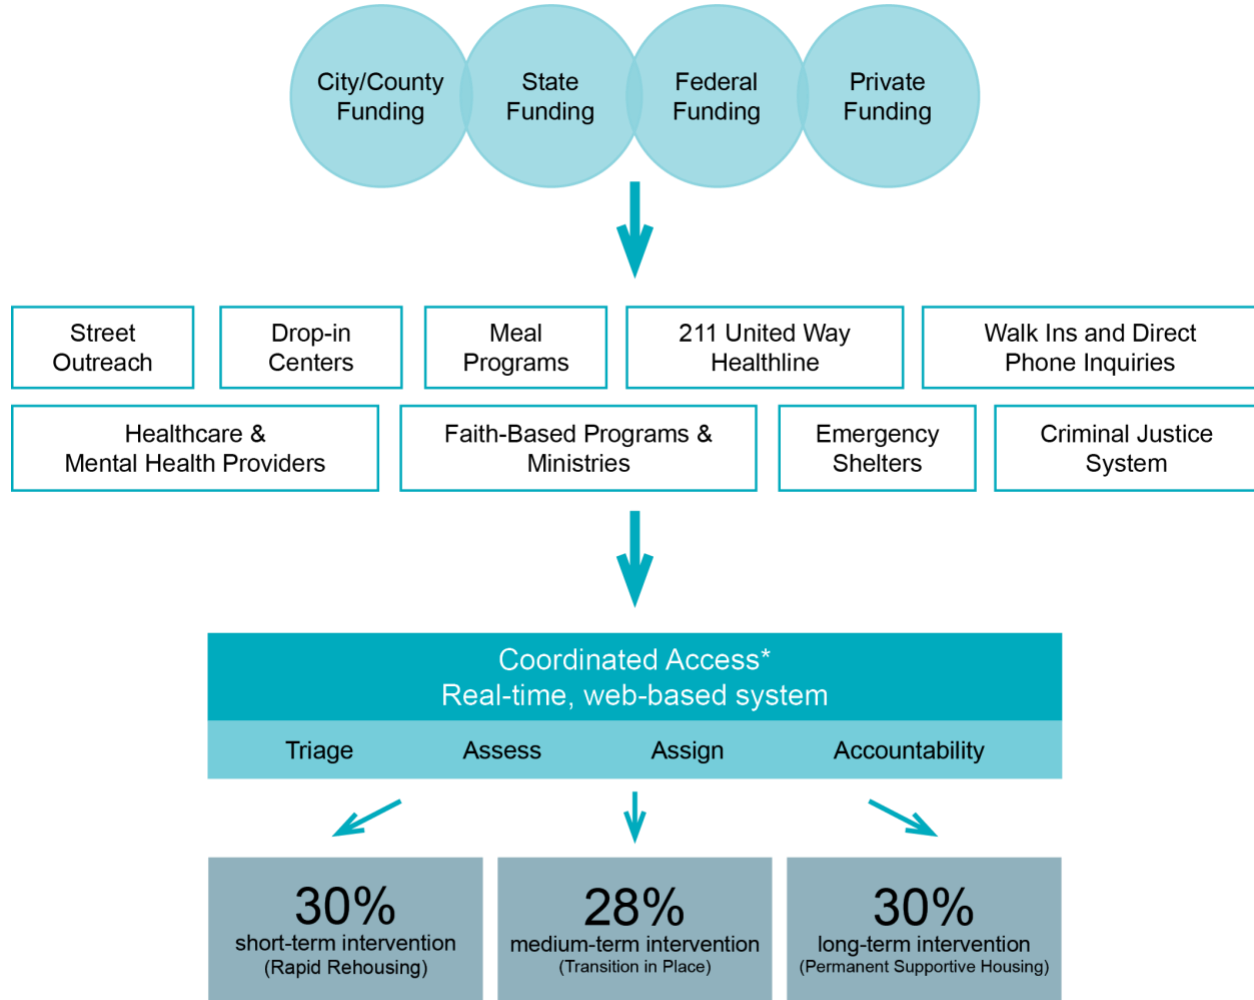 City/County
Funding
State
Funding
Federal
Funding
Private
Funding
Street
Outreach
Drop-in
Centers
Meal
Programs
211 United Way
Healthline
Walk Ins and Direct
Phone Inquiries
Healthcare &
Mental Health Providers
Faith-Based Programs &
Ministries
Emergency
Shelters
Criminal Justice
System
Coordinated Access*
Real-time, web-based system
Triage
Assess
Assign
Accountability
30%
short-term intervention
(Rapid Rehousing)
28%
medium-term intervention
(Transition in Place)
30%
long-term intervention
(Permanent Supportive Housing)